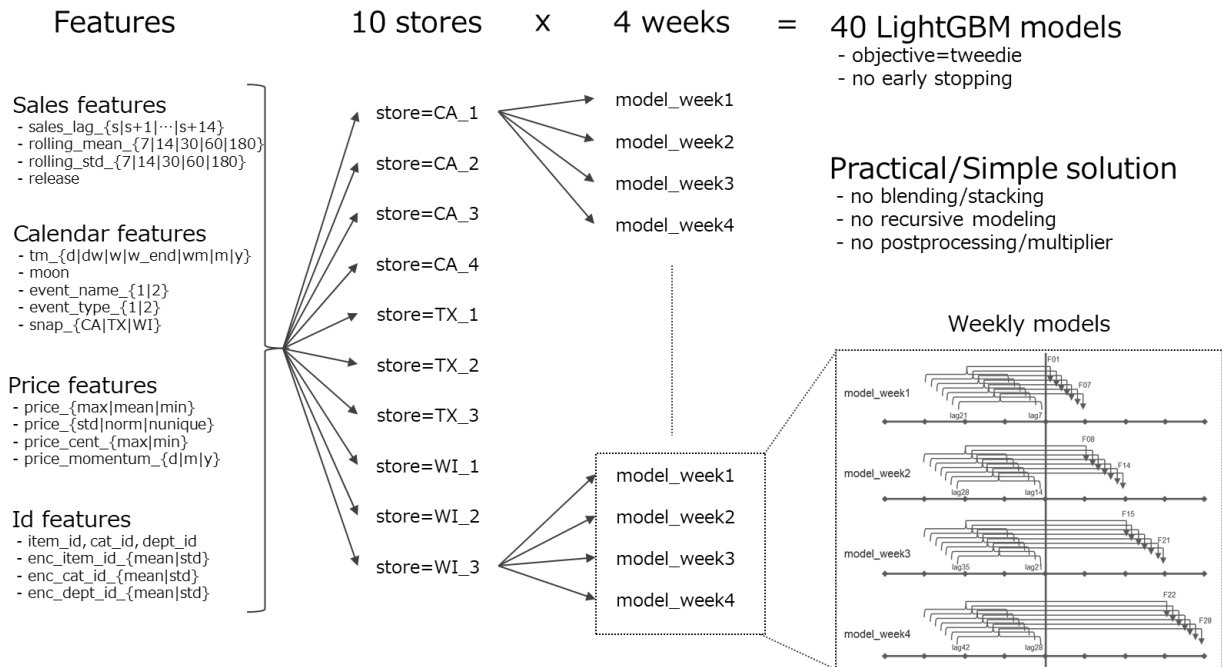 Features
10 stores
x
4 weeks
=
40 LightGBM models
- objective=tweedie
- no early stopping
Sales features
- sales_lag_{s|s+1|…|s+14}
- rolling_mean_{7|14|30|60|180}
- rolling_std_{7|14|30|60|180}
- release
Calendar features
- tm_{d|dw|w|w_end|wm|m|y}
- moon
- event_name_{1|2}
- event_type_{1|2}
- snap_{CA|TX|WI}
Price features
- price_{max|mean|min}
- price_{std|norm|nunique}
- price_cent_{max|min}
- price_momentum_{d|m|y}
Id features
- item_id, cat_id, dept_id
- enc_item_id_{mean|std}
- enc_cat_id_{mean|std}
- enc_dept_id_{mean|std}
store=CA_1
store=CA_2
store=CA_3
store=CA_4
store=TX_1
store=TX_2
store=TX_3
store=WI_1
store=WI_2
store=WI_3
model_week1
model_week2
model_week3
model_week4
model_week1
model_week2
model_week3
model_week4
Practical/Simple solution
- no blending/stacking
- no recursive modeling
- no postprocessing/multiplier
Weekly models
F01
F07
model_week1
lag21
lag7
F08
F14
model_week2
lag28
lag14
F15
F21
model_week3
lag35
lag21
F22
F28
model_week4
lag42
lag28